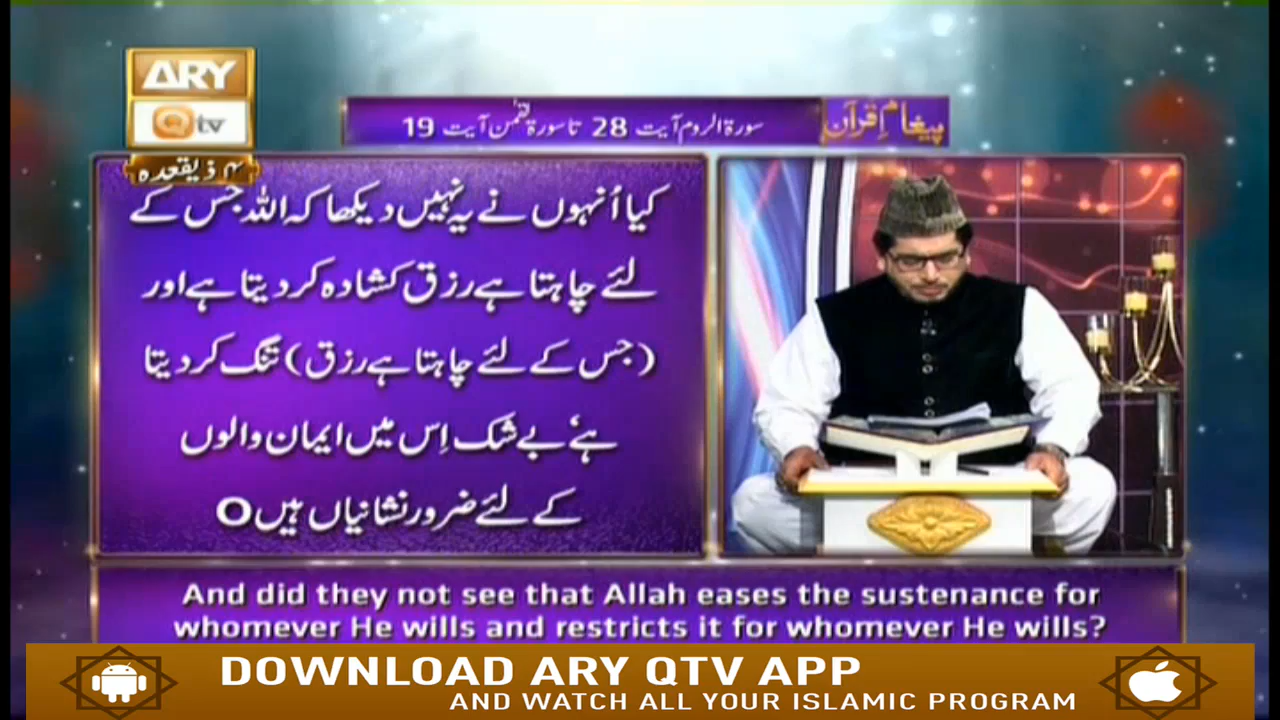 ARY
Qtv
۴ ذیقعدہ
پیغامِ قرآن
سورۃ الروم آیت 28 تا سورۃ لقمٰن آیت 19
کیا اُنہوں نے یہ نہیں دیکھا کہ اللہ جس کے
لئے چاہتا ہے رزق کشادہ کر دیتا ہے اور
(جس کے لئے چاہتا ہے رزق) تنگ کر دیتا
ہے، بے شک اِس میں ایمان والوں
کے لئے ضرور نشانیاں ہیںO
And did they not see that Allah eases the sustenance for
whomever He wills and restricts it for whomever He wills?
DOWNLOAD ARY QTV APP
AND WATCH ALL YOUR ISLAMIC PROGRAM